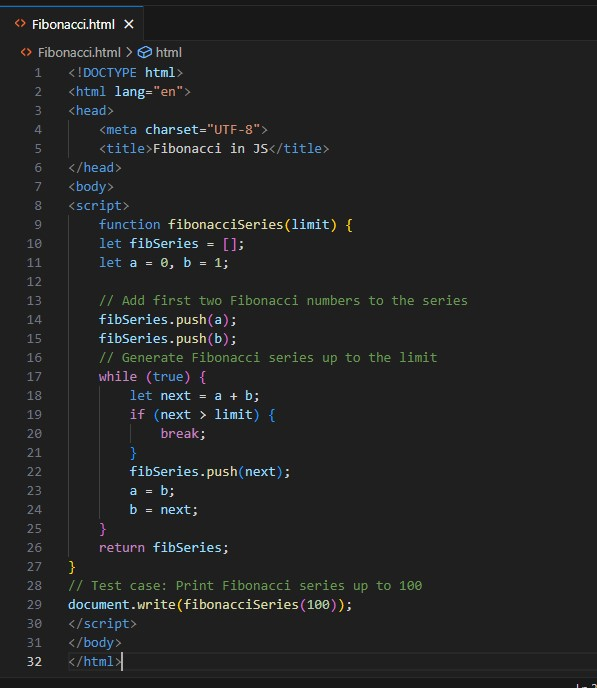 Fibonacci.html
Fibonacci.html > html
1 <!DOCTYPE html>
2 <html lang="en">
3 <head>
4     <meta charset="UTF-8">
5     <title>Fibonacci in JS</title>
6 </head>
7 <body>
8 <script>
9     function fibonacciSeries(limit) {
10     let fibSeries = [];
11     let a = 0, b = 1;
12
13     // Add first two Fibonacci numbers to the series
14     fibSeries.push(a);
15     fibSeries.push(b);
16     // Generate Fibonacci series up to the limit
17     while (true) {
18         let next = a + b;
19         if (next > limit) {
20             break;
21         }
22         fibSeries.push(next);
23         a = b;
24         b = next;
25     }
26     return fibSeries;
27 }
28 // Test case: Print Fibonacci series up to 100
29 document.write(fibonacciSeries(100));
30 </script>
31 </body>
32 </html>